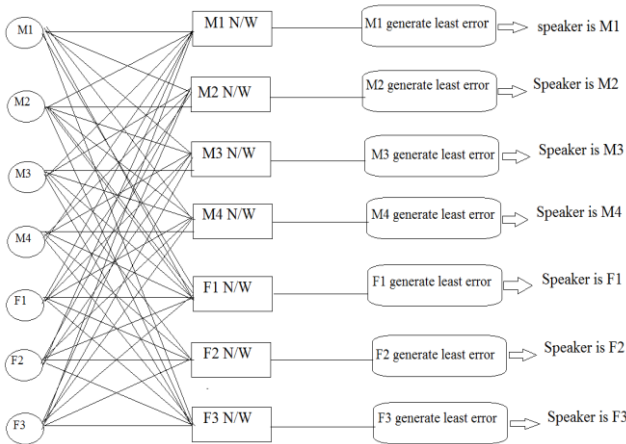 M1 M1 N/W M1 generate least error speaker is M1
M2 M2 N/W M2 generate least error Speaker is M2
M3 M3 N/W M3 generate least error Speaker is M3
M4 M4 N/W M4 generate least error Speaker is M4
F1 F1 N/W F1 generate least error Speaker is F1
F2 F2 N/W F2 generate least error Speaker is F2
F3 F3 N/W F3 generate least error Speaker is F3